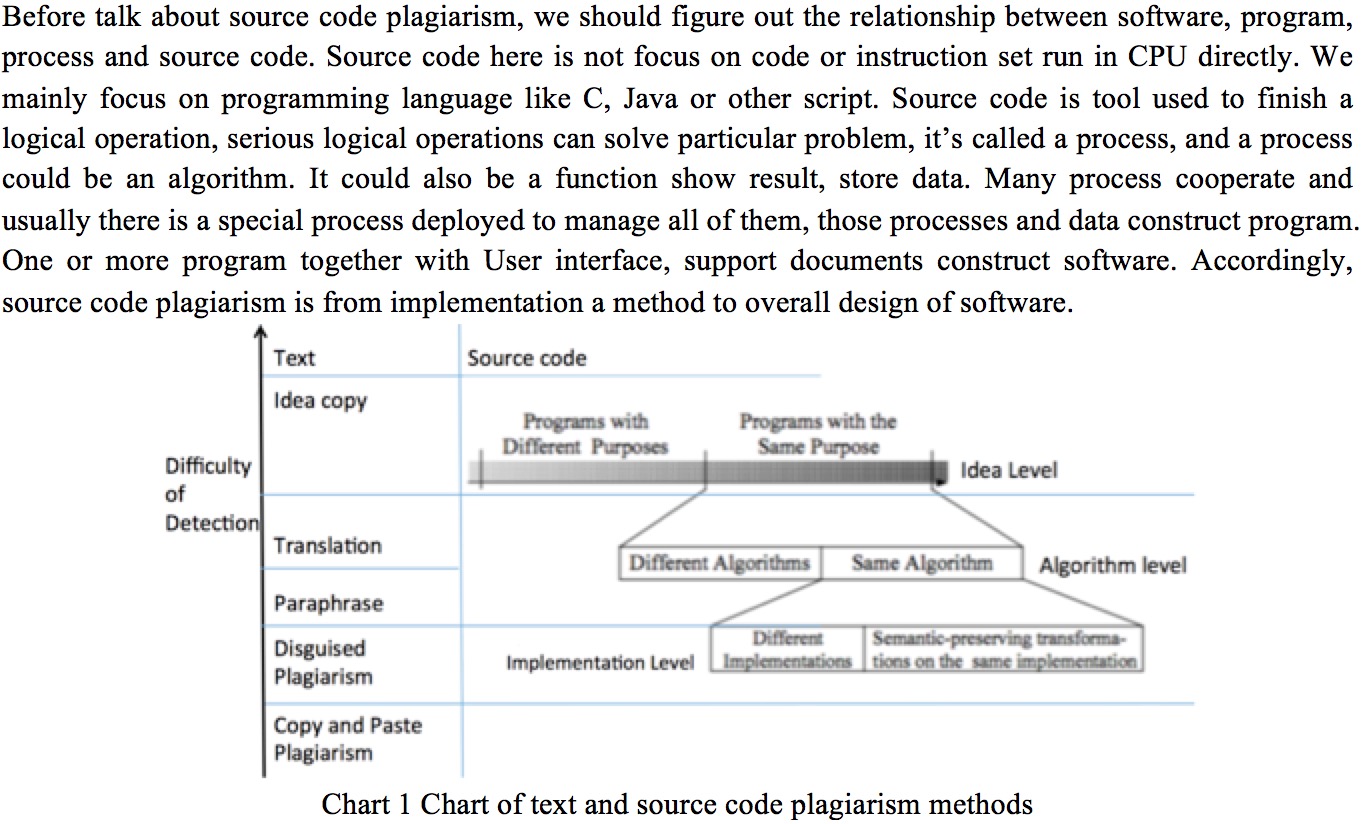 Before talk about source code plagiarism, we should figure out the relationship between software, program,
process and source code. Source code here is not focus on code or instruction set run in CPU directly. We
mainly focus on programming language like C, Java or other script. Source code is tool used to finish a
logical operation, serious logical operations can solve particular problem, it’s called a process, and a process
could be an algorithm. It could also be a function show result, store data. Many process cooperate and
usually there is a special process deployed to manage all of them, those processes and data construct program.
One or more program together with User interface, support documents construct software. Accordingly,
source code plagiarism is from implementation a method to overall design of software.
Text
Source code
Idea copy
Programs with
Different Purposes
Programs with the
Same Purpose
Idea Level
Difficulty
of
Detection
Translation
Different Algorithms
Same Algorithm
Algorithm level
Paraphrase
Disguised
Plagiarism
Implementation Level
Different
Implementations
Semantic-preserving transforma-
tions on the same implementation
Copy and Paste
Plagiarism
Chart 1 Chart of text and source code plagiarism methods